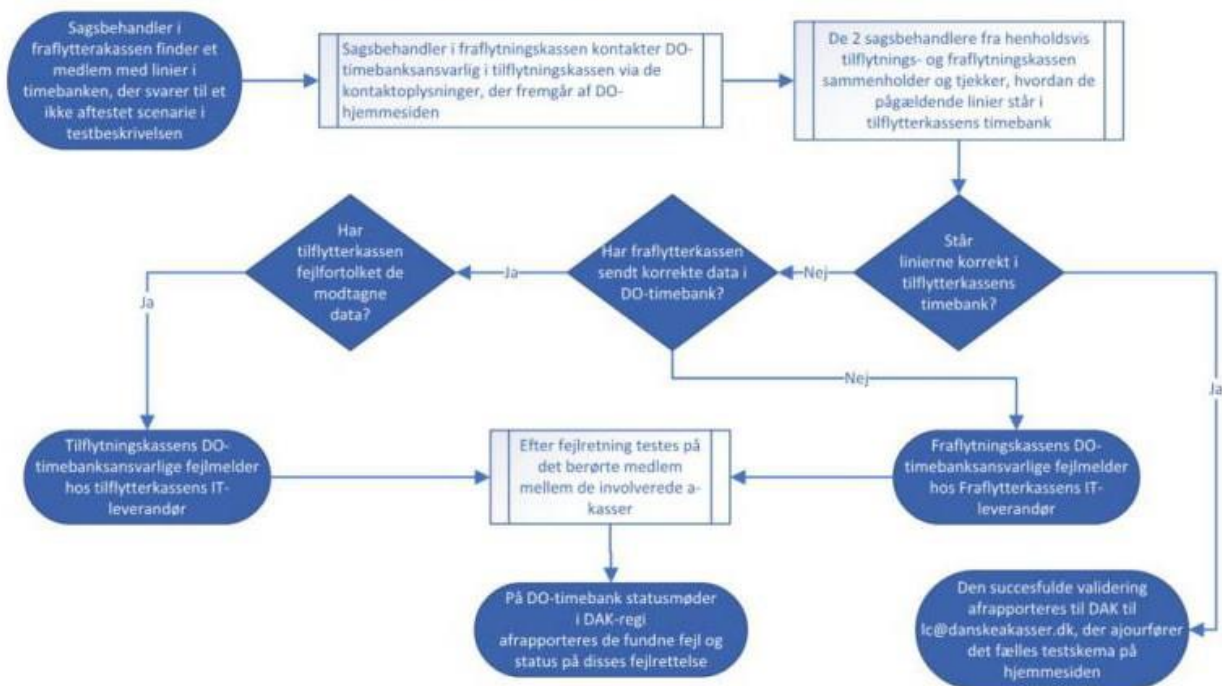 Sagsbehandler i
fraflytterakassen finder et
medlem med linier i
timebanken, der svarer til et
ikke aftestet scenarie i
testbeskrivelsen
Sagsbehandler i fraflytningskassen kontakter DO-
timebanksansvarlig i tilflytningskassen via de
kontaktoplysninger, der fremgår af DO-
hjemmesiden
De 2 sagsbehandlere fra henholdsvis
tilflytnings- og fraflytningskassen
sammenholder og tjekker, hvordan de
pågældende linier står i
tilflytterkassens timebank
Har
tilflytterkassen
fejlfortolket de
modtagne
data?
Ja
Ja
Har fraflytterkassen
sendt korrekte data i
DO-timebank?
Nej
Nej
Står
linierne korrekt i
tilflytterkassens
timebank?
Ja
Tilflytningskassens DO-
timebanksansvarlige fejlmelder
hos tilflytterkassens IT-
leverandør
Efter fejlretning testes på
det berørte medlem
mellem de involverede a-
kasser
Fraflytningskassens DO-
timebanksansvarlige fejlmelder
hos Fraflytterkassens IT-
leverandør
På DO-timebank statusmøder
i DAK-regi
afrapporteres de fundne fejl og
status på disses fejlrettelse
Den succesfulde validering
afrapporteres til DAK til
lc@danskeakasser.dk, der ajourfører
det fælles testskema på
hjemmesiden